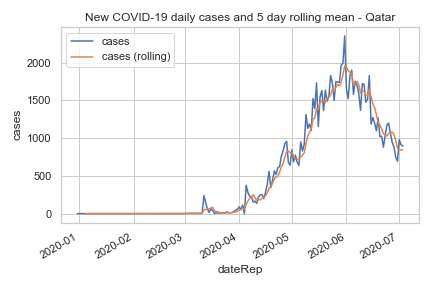 New COVID-19 daily cases and 5 day rolling mean - Qatar
cases
cases (rolling)
2000
1500
1000
500
0
cases
2020-01
2020-02
2020-03
2020-04
2020-05
2020-06
2020-07
dateRep